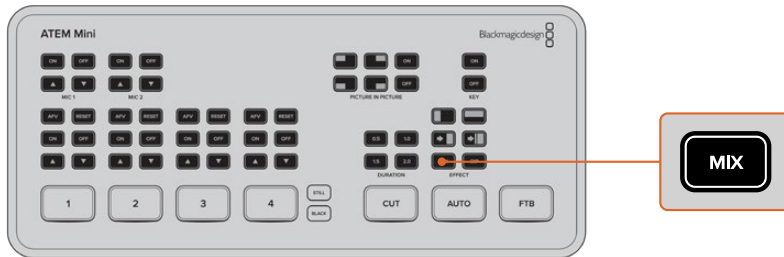 ATEM Mini
Blackmagicdesign
ON OFF ON OFF ON ON
MIC 1 MIC 2 OFF OFF
PICTURE IN PICTURE KEY
AFV RESET AFV RESET AFV RESET AFV RESET
ON OFF ON OFF ON OFF ON OFF 0.5 1.0
1.5 2.0 DIP
DURATION EFFECT
MIX
1 2 3 4 STILL CUT AUTO FTB
BLACK